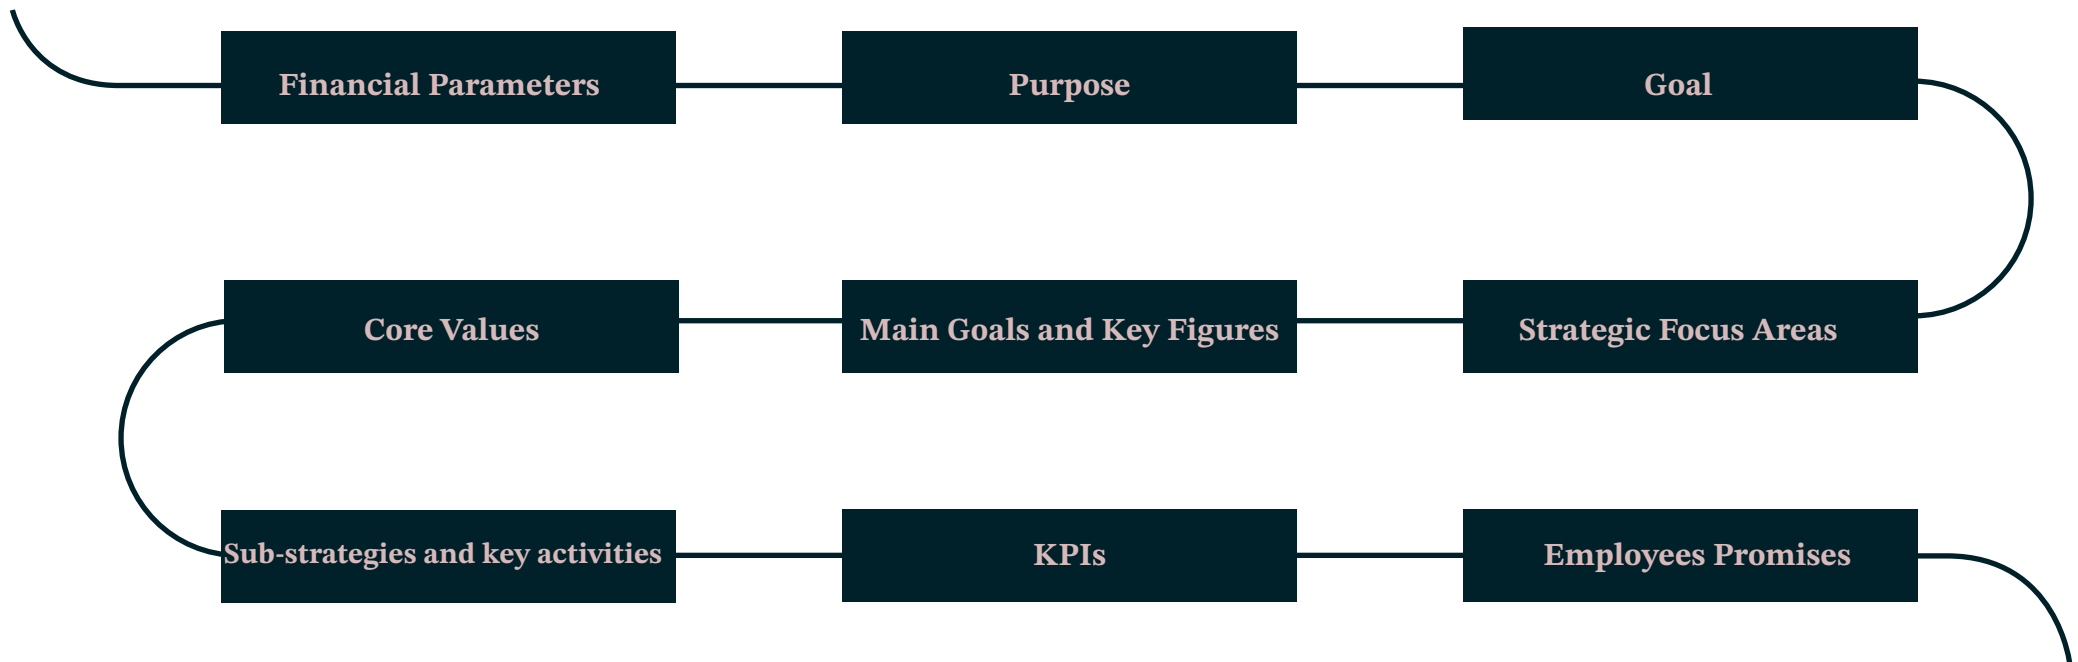 Financial Parameters
Purpose
Goal
Core Values
Main Goals and Key Figures
Strategic Focus Areas
Sub-strategies and key activities
KPIs
Employees Promises